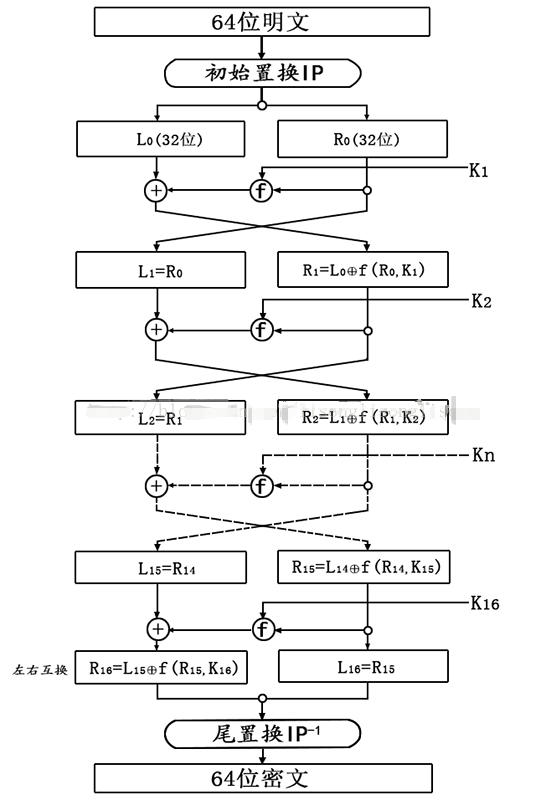 64位明文
初始置换IP
L0(32位) R0(32位)
K1
+ f
L1=R0 R1=L0⊕f(R0,K1)
K2
+ f
L2=R1 R2=L1⊕f(R1,K2)
Kn
+ f
L15=R14 R15=L14⊕f(R14,K15)
K16
+ f
左右互换 R16=L15⊕f(R15,K16) L16=R15
尾置换IP-1
64位密文